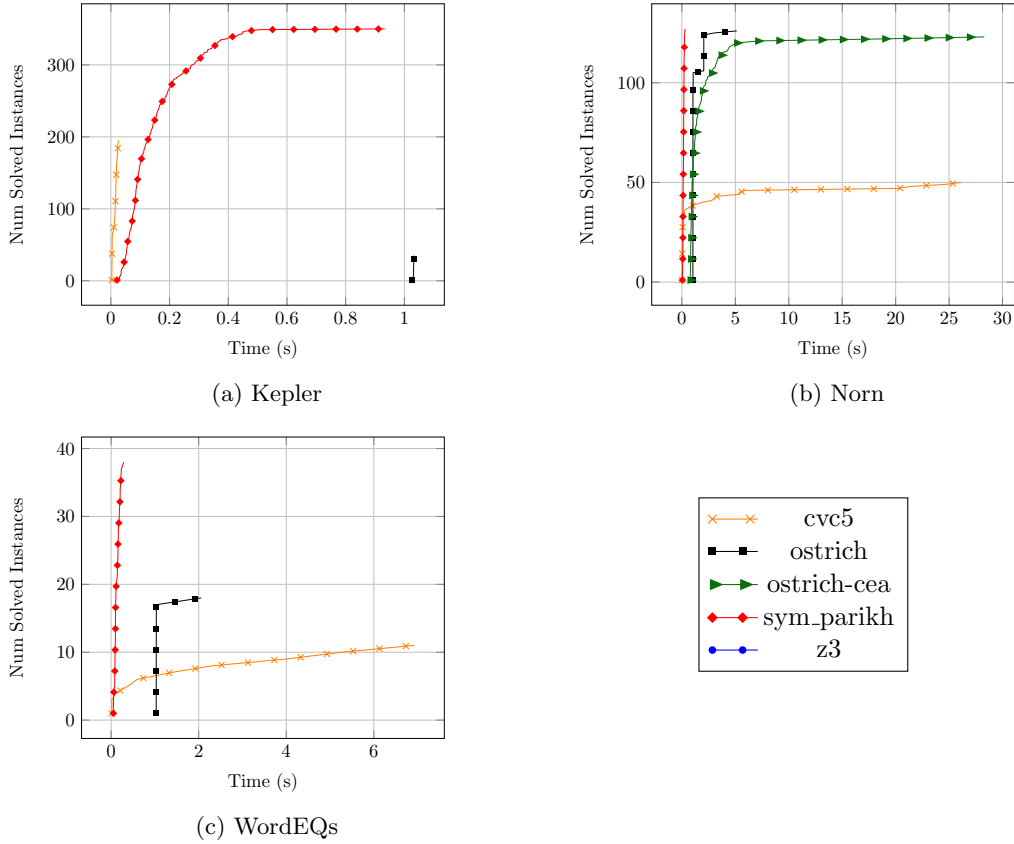 300
200
100
0
Num Solved Instances
0
0.2
0.4
0.6
0.8
1
Time (s)
(a) Kepler
100
50
0
Num Solved Instances
0
5
10
15
20
25
30
Time (s)
(b) Norn
40
30
20
10
0
Num Solved Instances
0
2
4
6
Time (s)
(c) WordEQs
cvc5
ostrich
ostrich-cea
sym_parikh
z3